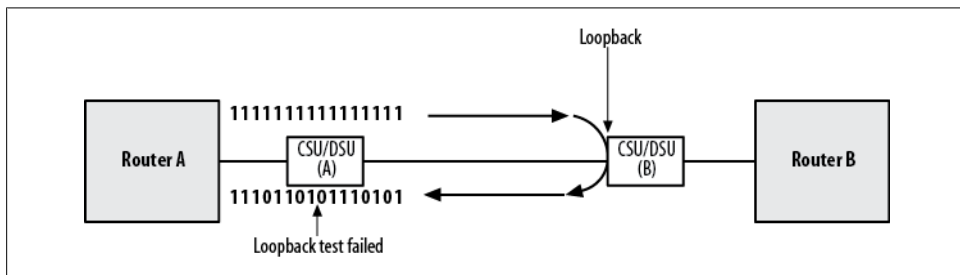 Loopback
1111111111111111
Router A
CSU/DSU
(A)
CSU/DSU
(B)
Router B
1110110101110101
Loopback test failed